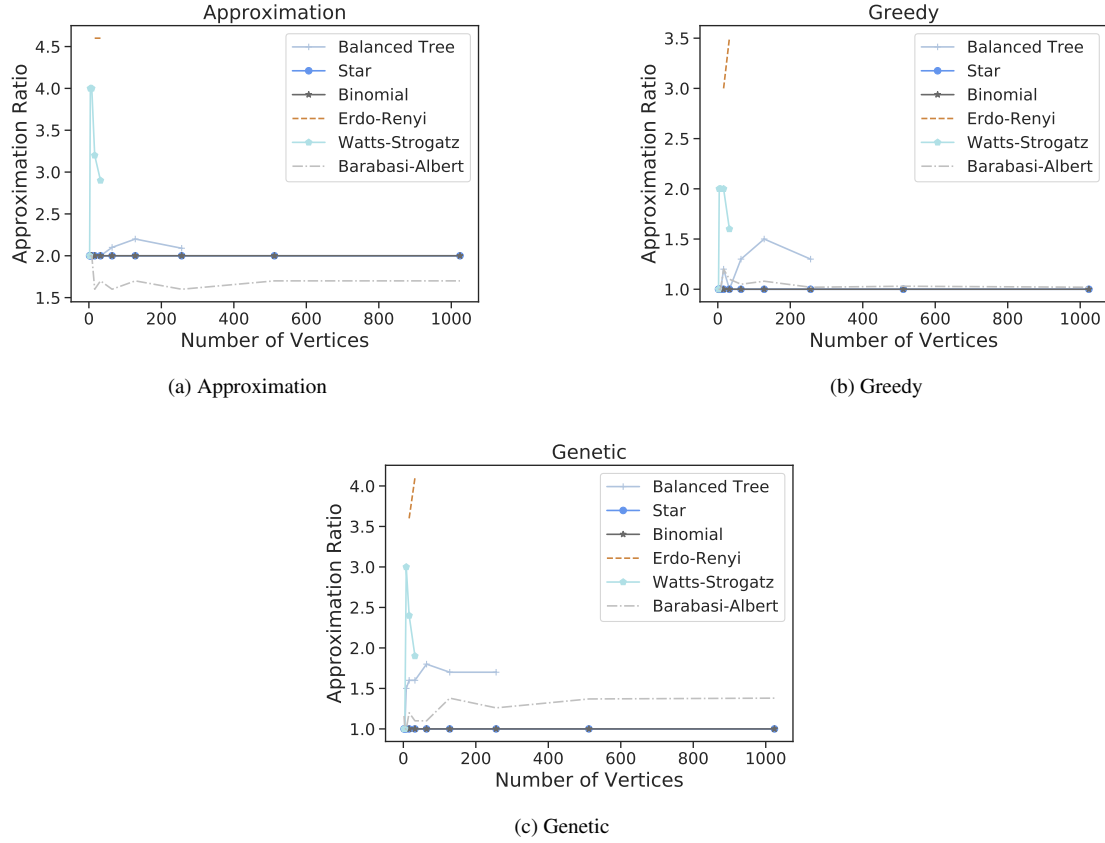 Approximation
4.5
4.0
3.5
3.0
2.5
2.0
1.5
Approximation Ratio
Balanced Tree
Star
Binomial
Erdo-Renyi
Watts-Strogatz
Barabasi-Albert
0 200 400 600 800 1000
Number of Vertices
(a) Approximation
Greedy
3.5
3.0
2.5
2.0
1.5
1.0
Approximation Ratio
Balanced Tree
Star
Binomial
Erdo-Renyi
Watts-Strogatz
Barabasi-Albert
0 200 400 600 800 1000
Number of Vertices
(b) Greedy
Genetic
4.0
3.5
3.0
2.5
2.0
1.5
1.0
Approximation Ratio
Balanced Tree
Star
Binomial
Erdo-Renyi
Watts-Strogatz
Barabasi-Albert
0 200 400 600 800 1000
Number of Vertices
(c) Genetic